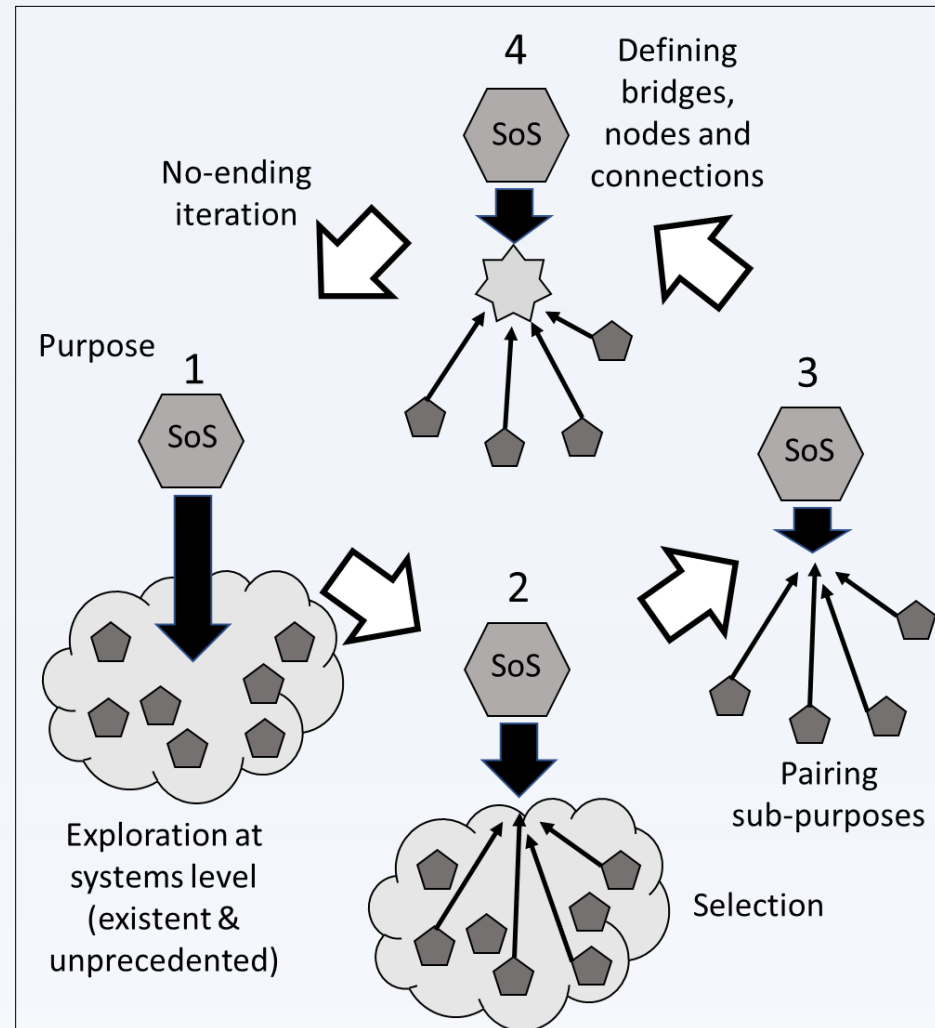 Purpose
1
SoS
Exploration at
systems level
(existent &
unprecedented)
2
SoS
Selection
3
SoS
Pairing
sub-purposes
4
SoS
Defining
bridges,
nodes and
connections
No-ending
iteration